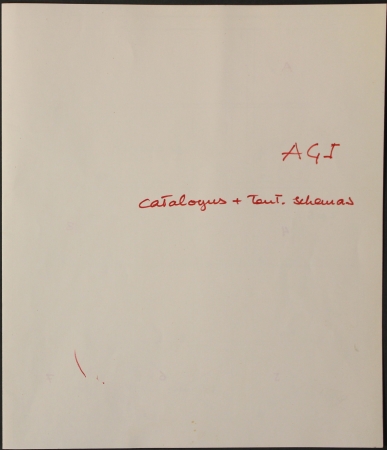 AGI
catalogus + tent. schemas